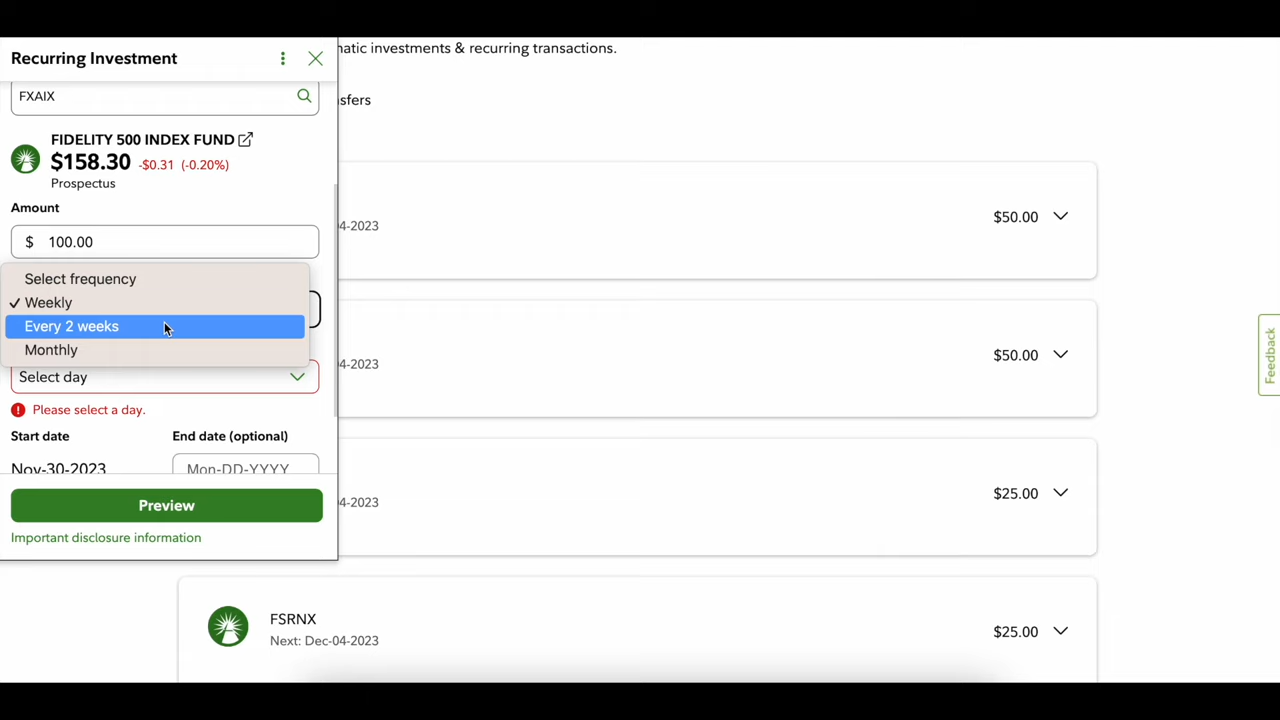 Recurring Investment
matic investments & recurring transactions.
FXAIX
sfers
FIDELITY 500 INDEX FUND
$158.30 -$0.31 (-0.20%)
Prospectus
Amount
$ 100.00
Select frequency
Weekly
Every 2 weeks
Monthly
Select day
Please select a day.
Start date End date (optional)
Nov-30-2023 Mon-DD-YYYY
Preview
Important disclosure information
4-2023 $50.00
4-2023 $50.00
4-2023 $25.00
FSRNX
Next: Dec-04-2023 $25.00
Feedback